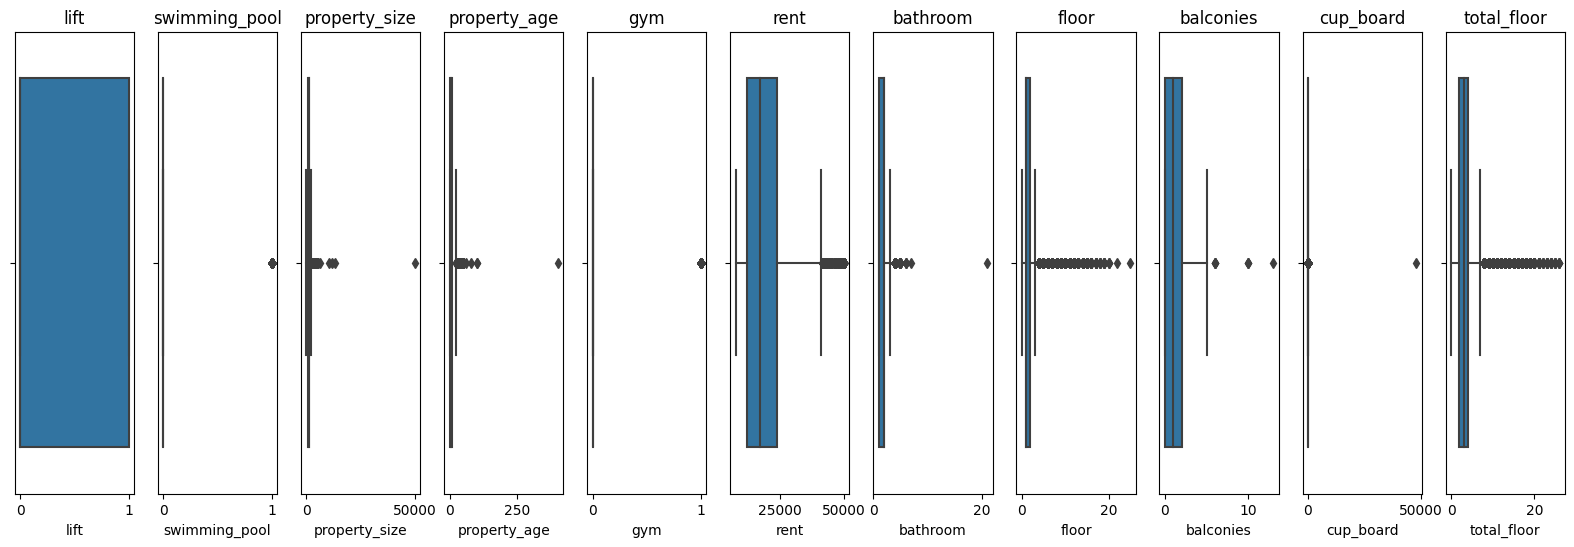 lift swimming_pool property_size property_age gym rent bathroom floor balconies cup_board total_floor
0 1 0 1 0 50000 0 250 0 1 25000 50000 0 20 0 20 0 10 0 50000 0 20
lift swimming_pool property_size property_age gym rent bathroom floor balconies cup_board total_floor